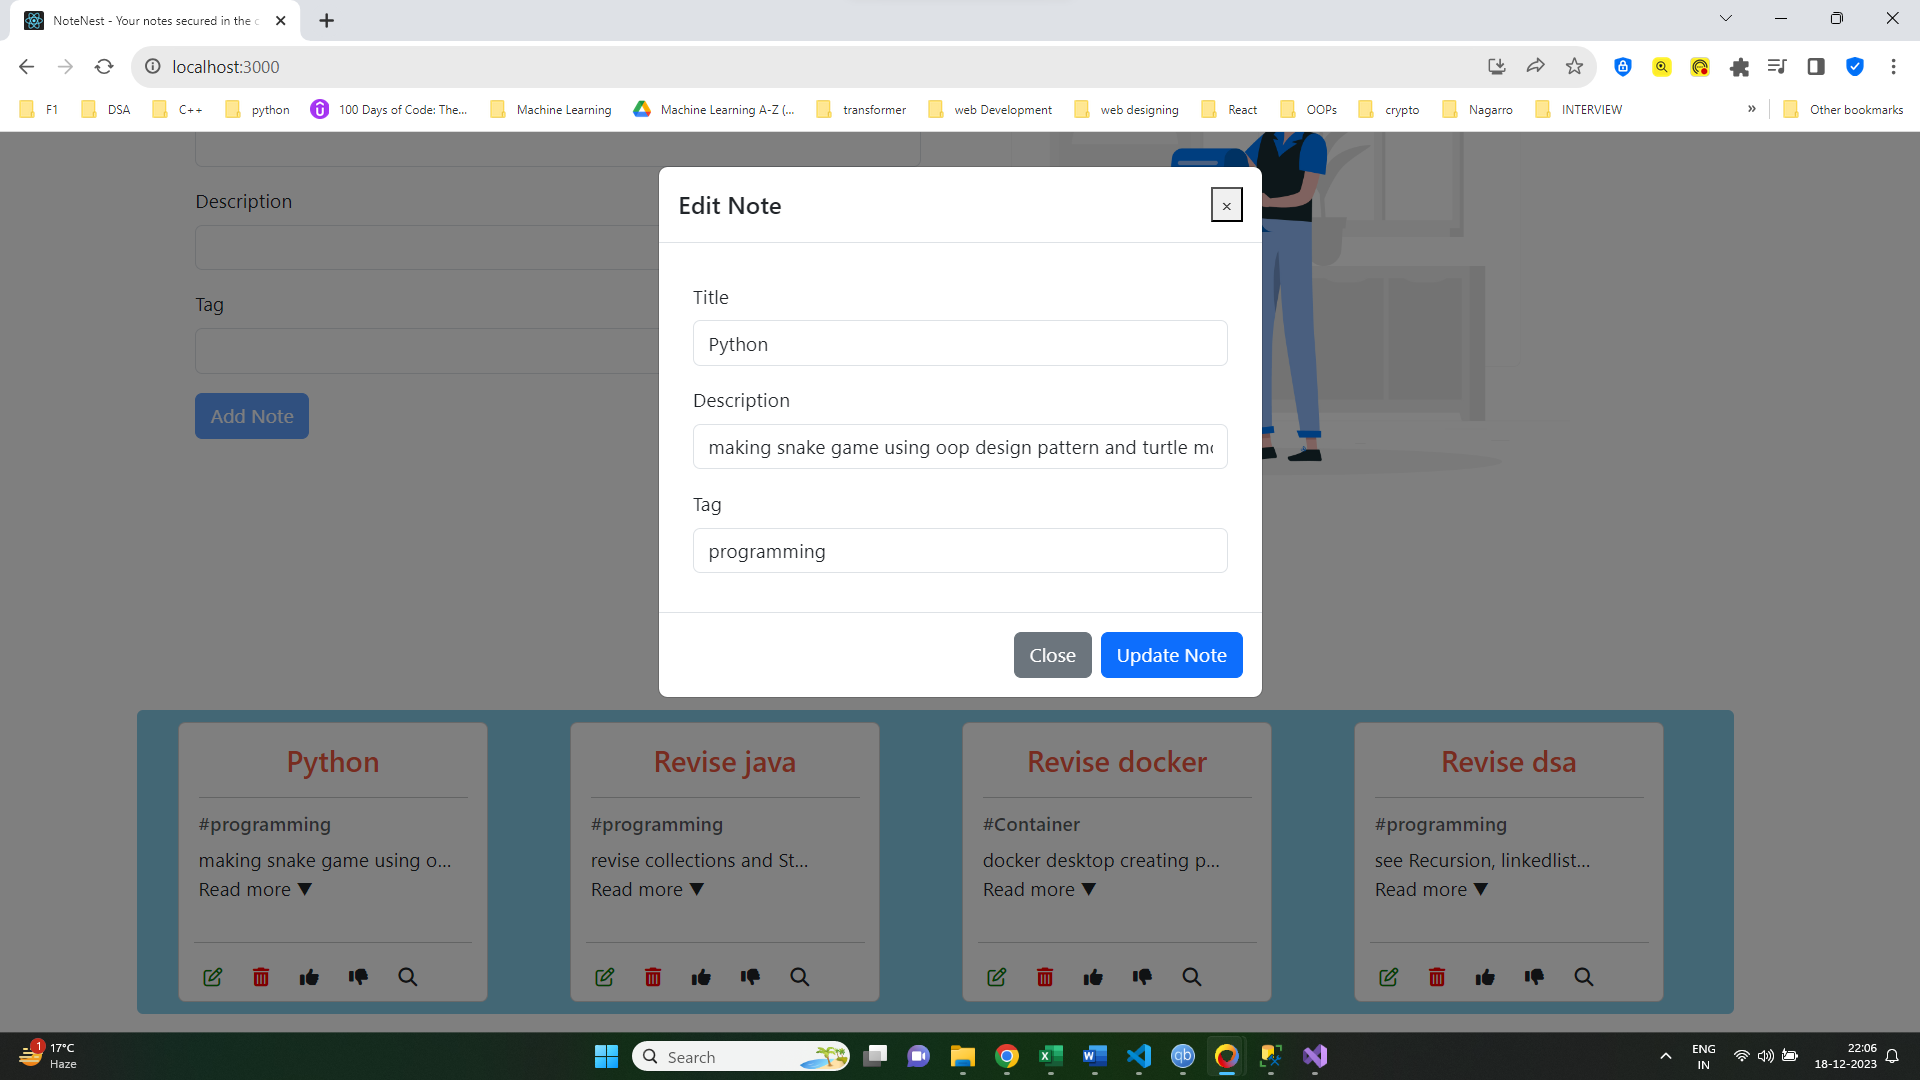 NoteNest - Your notes secured in the c
localhost:3000
F1
DSA
C++
python
100 Days of Code: The...
Machine Learning
Machine Learning A-Z (...
transformer
web Development
web designing
React
OOPs
crypto
Nagarro
INTERVIEW
»
Other bookmarks
Description
Tag
Add Note
Edit Note
×
Title
Python
Description
making snake game using oop design pattern and turtle mo
Tag
programming
Close
Update Note
Python
#programming
making snake game using o...
Read more ▼
Revise java
#programming
revise collections and St...
Read more ▼
Revise docker
#Container
docker desktop creating p...
Read more ▼
Revise dsa
#programming
see Recursion, linkedlist...
Read more ▼
1
17°C
Haze
Search
qb
ENG
IN
22:06
18-12-2023